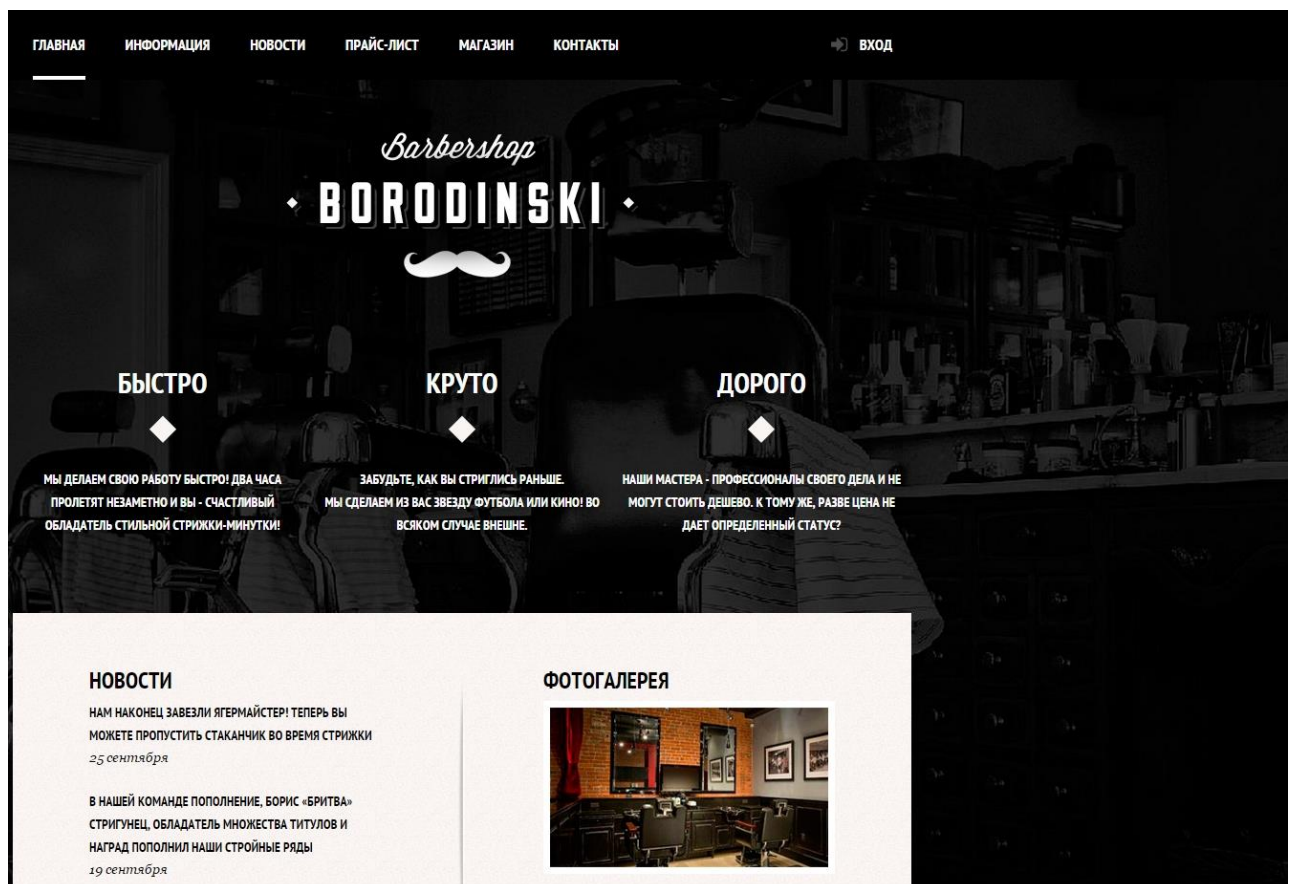 ГЛАВНАЯ ИНФОРМАЦИЯ НОВОСТИ ПРАЙС-ЛИСТ МАГАЗИН КОНТАКТЫ ВХОД
Barbershop
BORODINSKI
БЫСТРО
МЫ ДЕЛАЕМ СВОЮ РАБОТУ БЫСТРО! ДВА ЧАСА
ПРОЛЕТЯТ НЕЗАМЕТНО И ВЫ - СЧАСТЛИВЫЙ
ОБЛАДАТЕЛЬ СТИЛЬНОЙ СТРИЖКИ-МИНУТКИ!
КРУТО
ЗАБУДЬТЕ, КАК ВЫ СТРИГЛИСЬ РАНЬШЕ.
МЫ СДЕЛАЕМ ИЗ ВАС ЗВЕЗДУ ФУТБОЛА ИЛИ КИНО! ВО
ВСЯКОМ СЛУЧАЕ ВНЕШНЕ.
ДОРОГО
НАШИ МАСТЕРА - ПРОФЕССИОНАЛЫ СВОЕГО ДЕЛА И НЕ
МОГУТ СТОИТЬ ДЕШЕВО. К ТОМУ ЖЕ, РАЗВЕ ЦЕНА НЕ
ДАЕТ ОПРЕДЕЛЕННЫЙ СТАТУС?
НОВОСТИ
НАМ НАКОНЕЦ ЗАВЕЗЛИ ЯГЕРМАЙСТЕР! ТЕПЕРЬ ВЫ
МОЖЕТЕ ПРОПУСТИТЬ СТАКАНЧИК ВО ВРЕМЯ СТРИЖКИ
25 сентября
В НАШЕЙ КОМАНДЕ ПОПОЛНЕНИЕ, БОРИС «БРИТВА»
СТРИГУНЕЦ, ОБЛАДАТЕЛЬ МНОЖЕСТВА ТИТУЛОВ И
НАГРАД ПОПОЛНИЛ НАШИ СТРОЙНЫЕ РЯДЫ
19 сентября
ФОТОГАЛЕРЕЯ